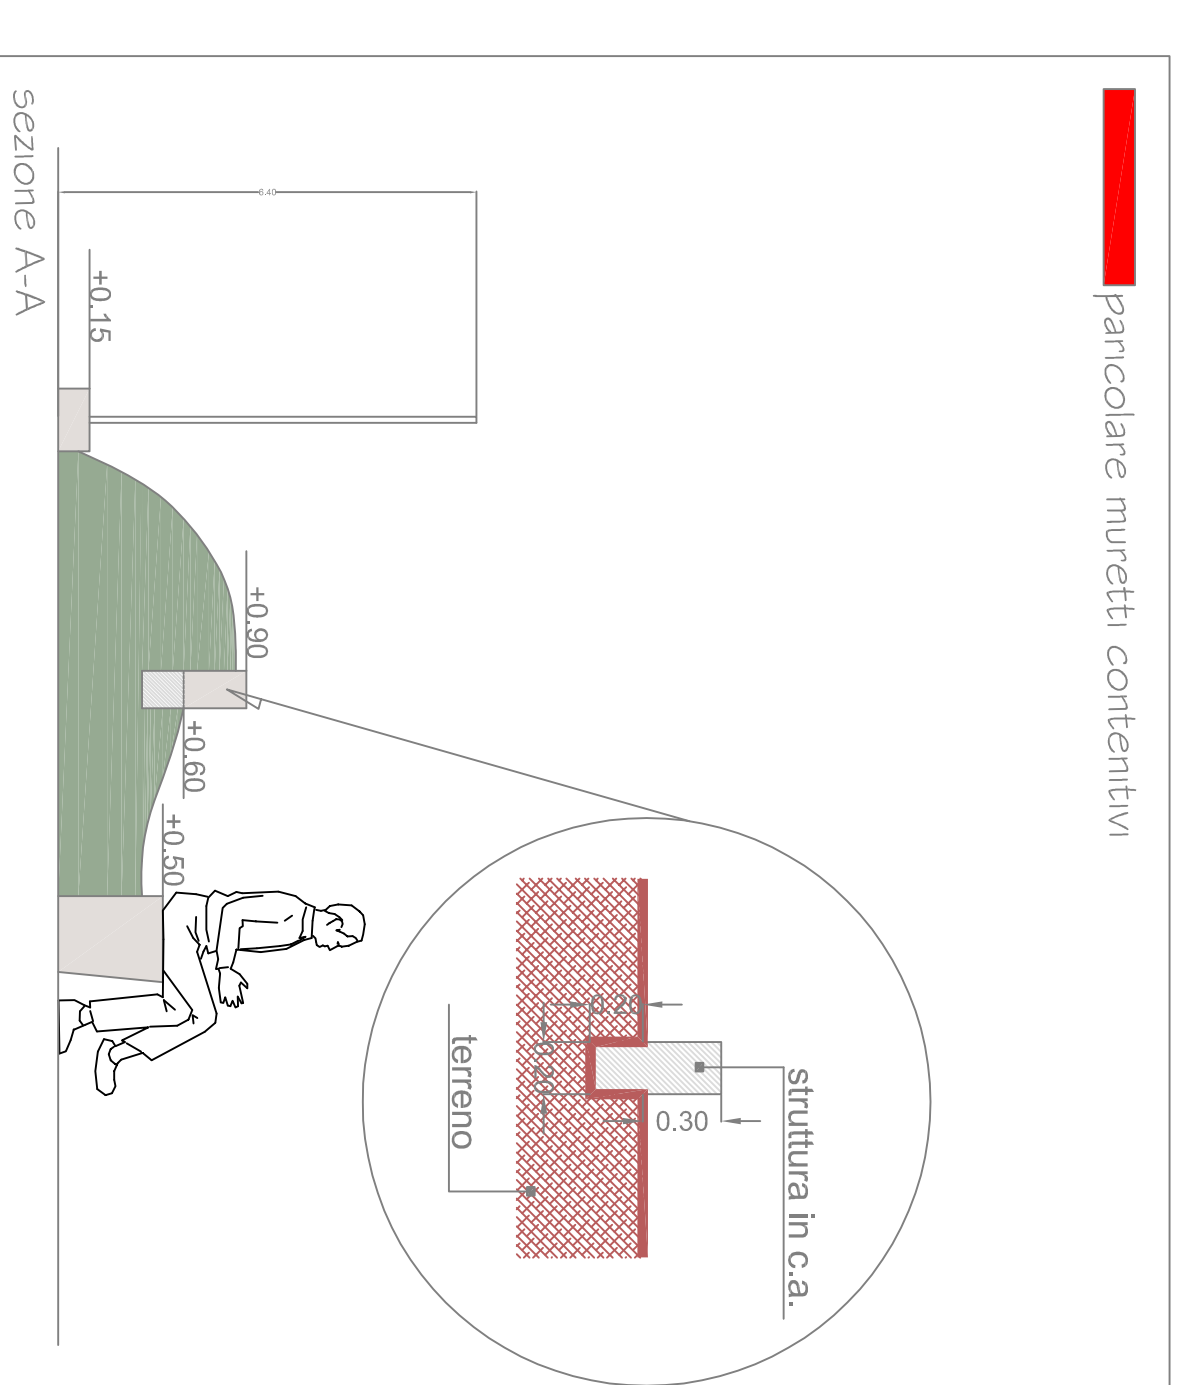 paricolare muretti contenitivi
struttura in c.a.
0.30
0.20
0.20
terreno
6.40
+0.15
+0.90
+0.60
+0.50
sezione A-A